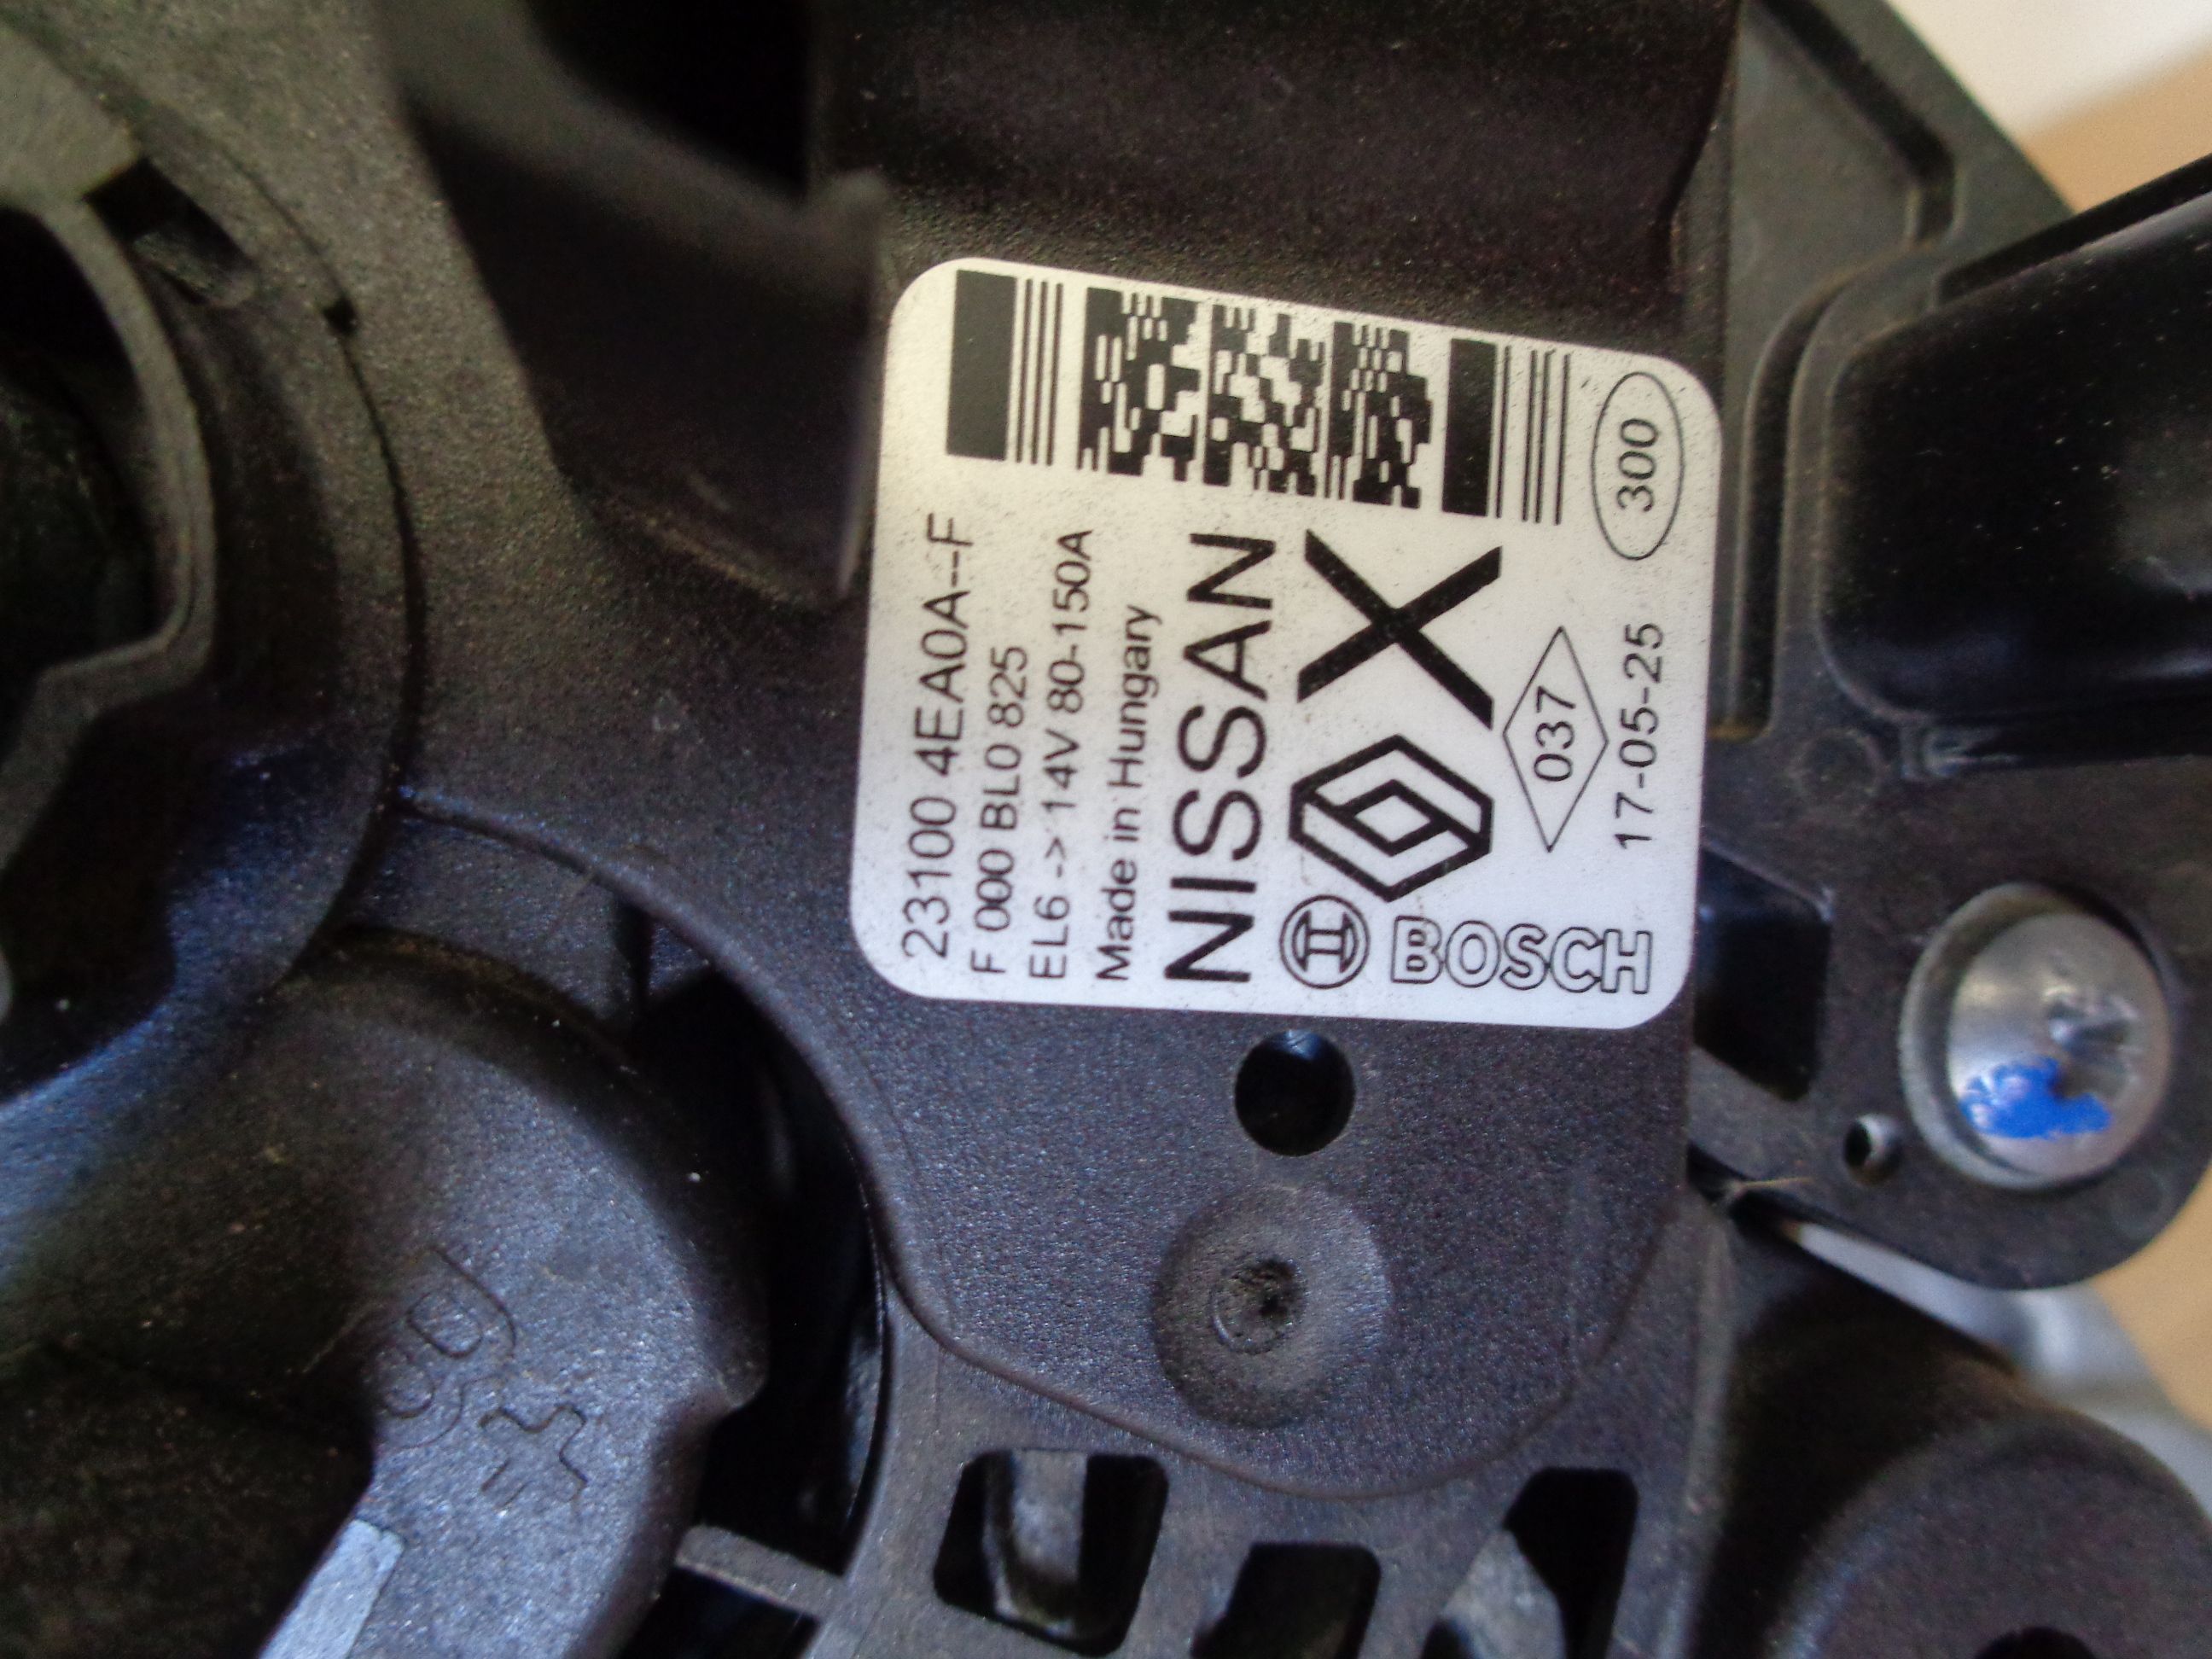 23100 4EA0A--F
F 000 BL0 825
EL6 -> 14V 80-150A
Made in Hungary
NISSAN
X
BOSCH
037
17-05-25
300